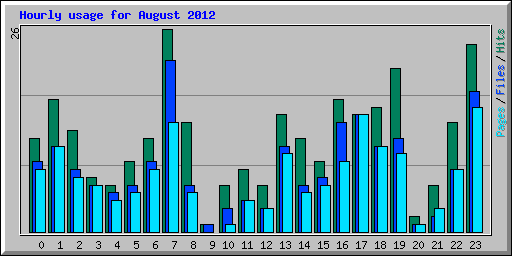 Hourly usage for August 2012
26
Pages / Files / Hits
0 1 2 3 4 5 6 7 8 9 10 11 12 13 14 15 16 17 18 19 20 21 22 23